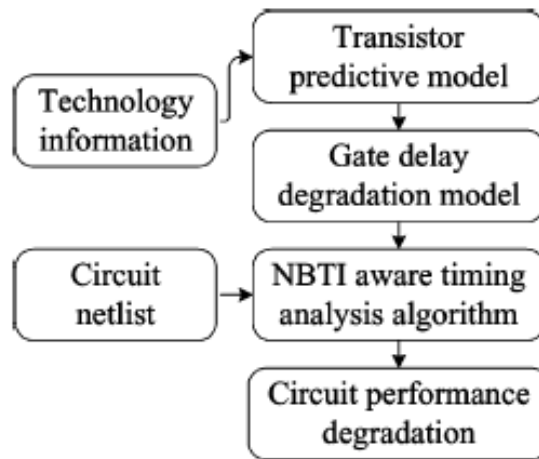 Transistor
predictive model
Technology
information
Gate delay
degradation model
Circuit
netlist
NBTI aware timing
analysis algorithm
Circuit performance
degradation